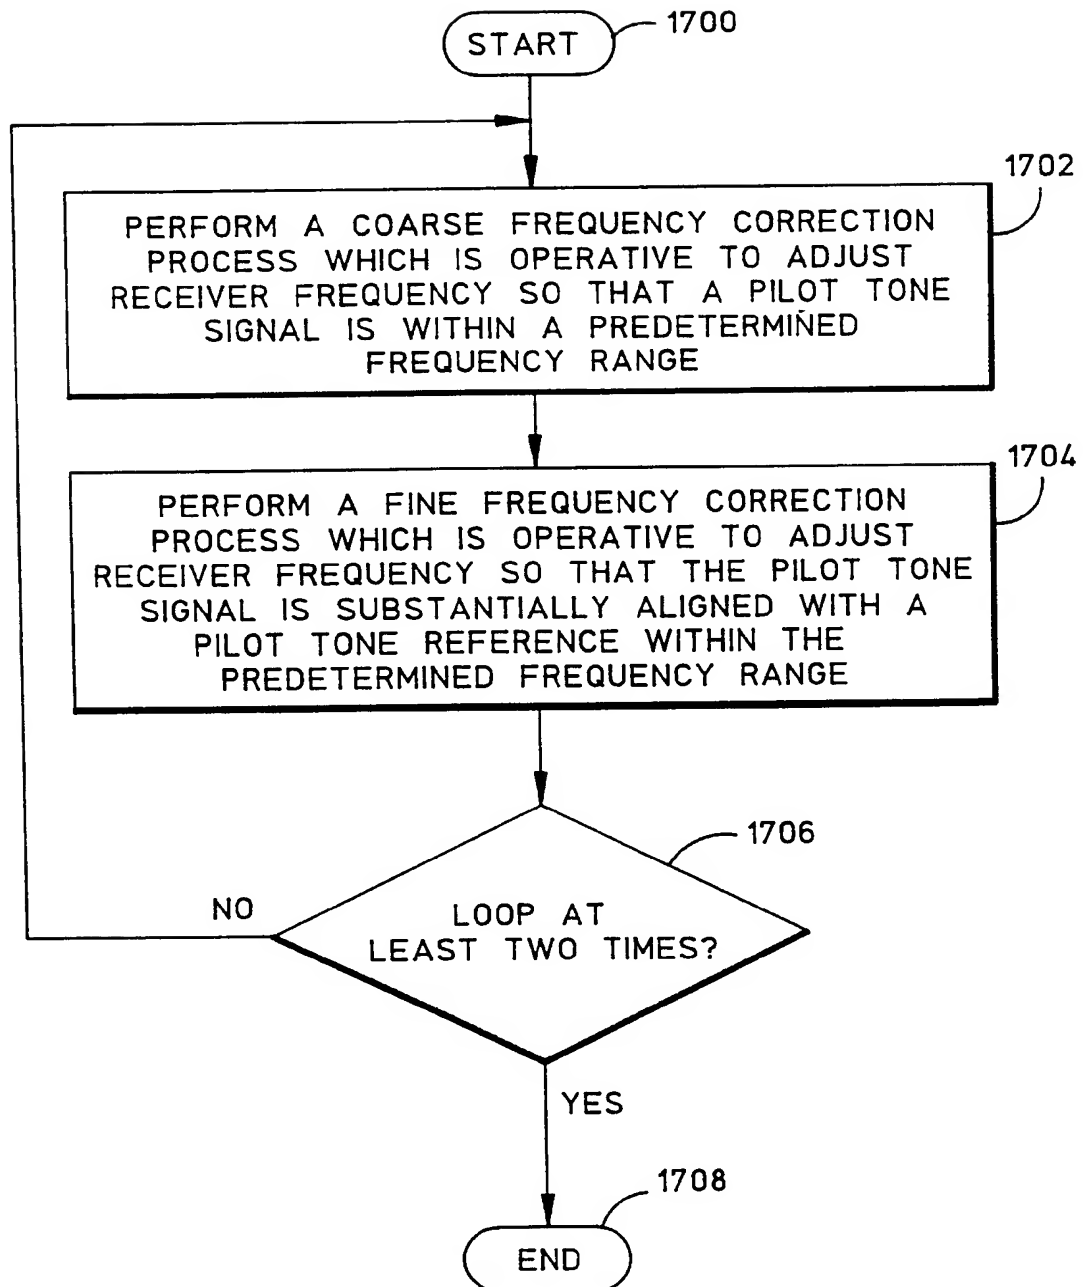 START
1700
1702
PERFORM A COARSE FREQUENCY CORRECTION
PROCESS WHICH IS OPERATIVE TO ADJUST
RECEIVER FREQUENCY SO THAT A PILOT TONE
SIGNAL IS WITHIN A PREDETERMINED
FREQUENCY RANGE
1704
PERFORM A FINE FREQUENCY CORRECTION
PROCESS WHICH IS OPERATIVE TO ADJUST
RECEIVER FREQUENCY SO THAT THE PILOT TONE
SIGNAL IS SUBSTANTIALLY ALIGNED WITH A
PILOT TONE REFERENCE WITHIN THE
PREDETERMINED FREQUENCY RANGE
1706
NO
LOOP AT
LEAST TWO TIMES?
YES
1708
END